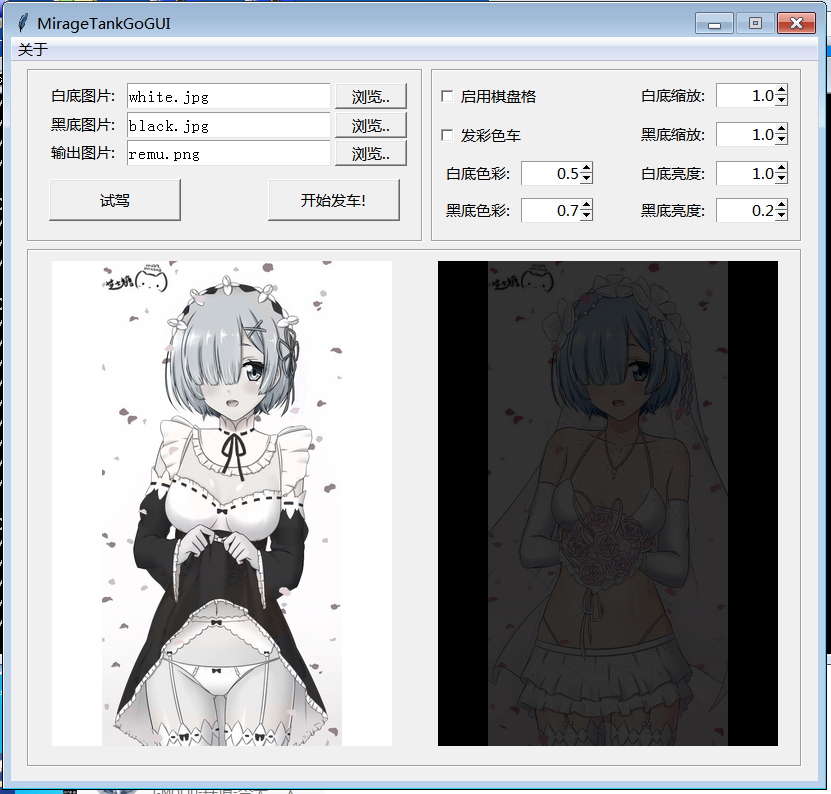 MirageTankGoGUI
关于
白底图片: white.jpg 浏览..
黑底图片: black.jpg 浏览..
输出图片: remu.png 浏览..
试驾 开始发车!
启用棋盘格 白底缩放: 1.0
发彩色车 黑底缩放: 1.0
白底色彩: 0.5 白底亮度: 1.0
黑底色彩: 0.7 黑底亮度: 0.2